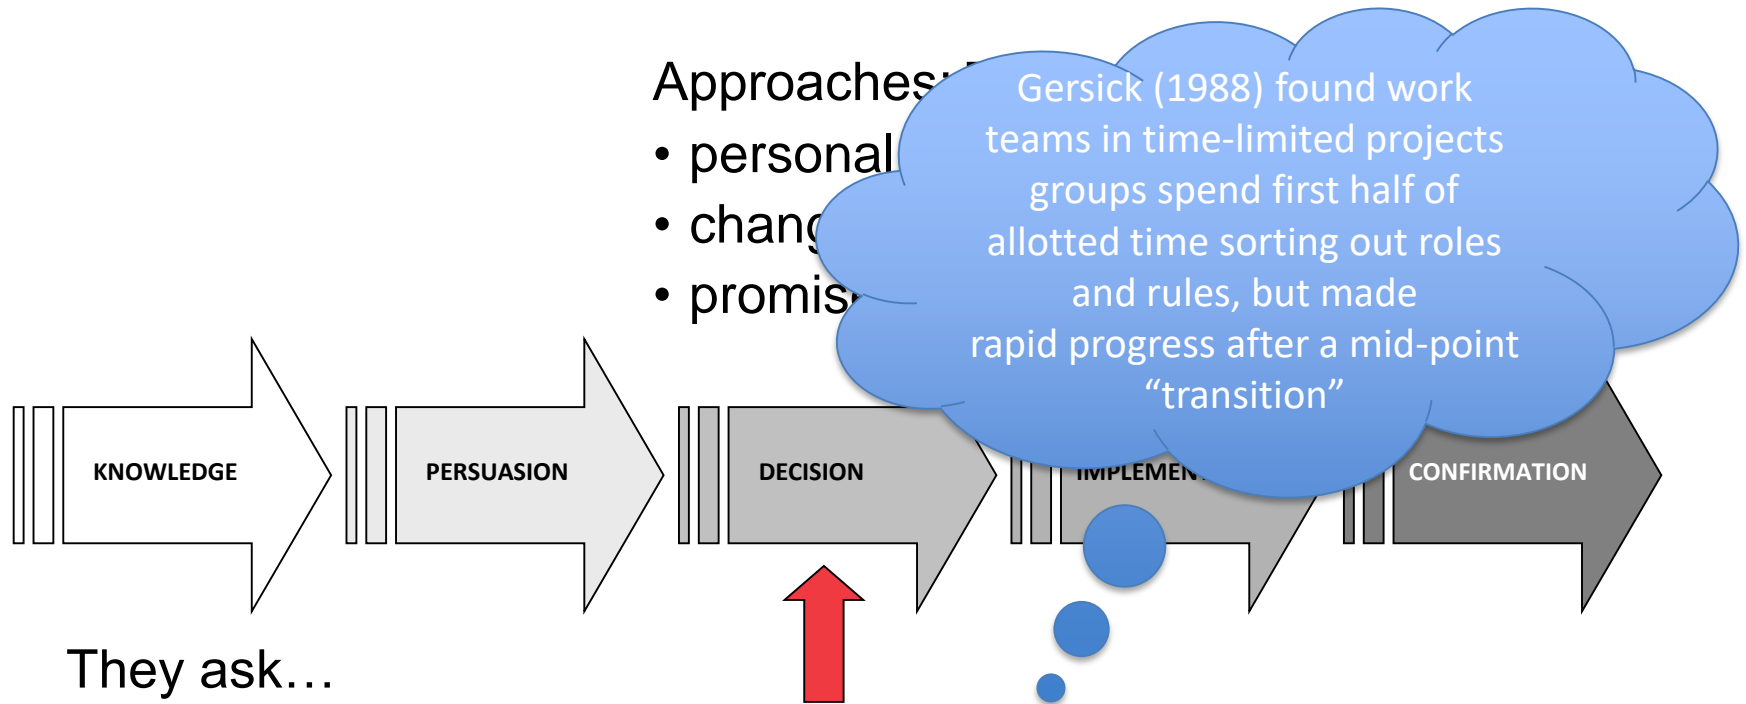 Approaches:
• personal
• chang
• promis
Gersick (1988) found work
teams in time-limited projects
groups spend first half of
allotted time sorting out roles
and rules, but made
rapid progress after a mid-point
“transition”
KNOWLEDGE
PERSUASION
DECISION
IMPLEMENT
CONFIRMATION
They ask…